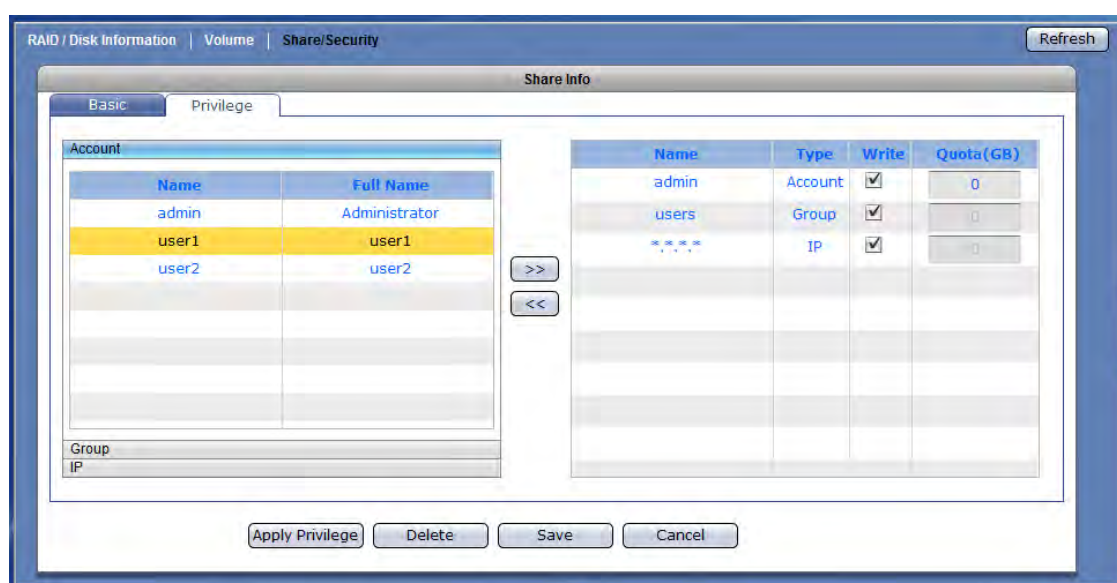 RAID / Disk Information | Volume | Share/Security Refresh
Share Info
Basic Privilege
Account
Name Full Name
admin Administrator
user1 user1
user2 user2
Group
IP
>>
<<
Name Type Write Quota(GB)
admin Account 0
users Group 0
*.*.*.* IP 0
Apply Privilege Delete Save Cancel